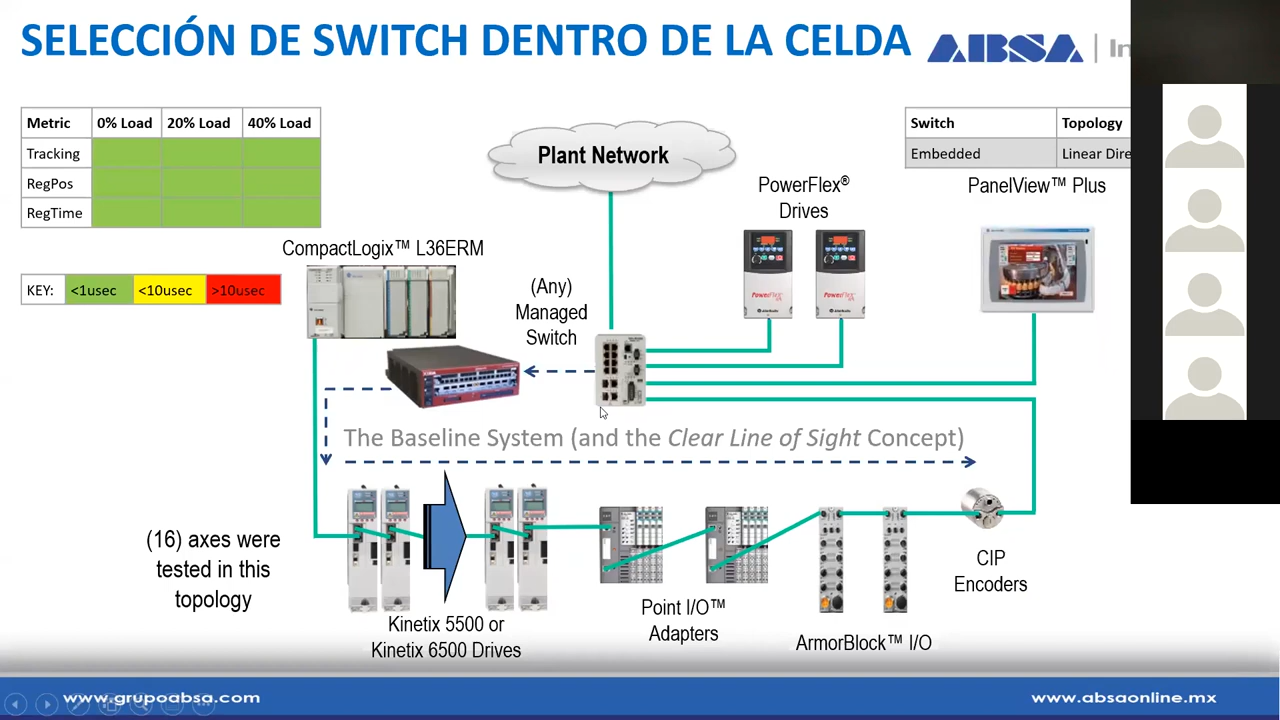 SELECCIÓN DE SWITCH DENTRO DE LA CELDA
ABSA | In
Metric 0% Load 20% Load 40% Load
Tracking
RegPos
RegTime
KEY: <1usec <10usec >10usec
Plant Network
Switch Topology
Embedded Linear Dire
PowerFlex®
Drives
PanelView™ Plus
CompactLogix™ L36ERM
(Any)
Managed
Switch
The Baseline System (and the Clear Line of Sight Concept)
(16) axes were
tested in this
topology
Kinetix 5500 or
Kinetix 6500 Drives
Point I/O™
Adapters
ArmorBlock™ I/O
CIP
Encoders
www.grupoabsa.com
www.absaonline.mx